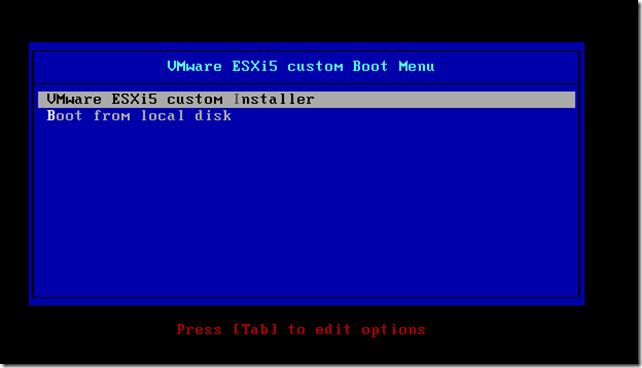 VMware ESXi5 custom Boot Menu
VMware ESXi5 custom Installer
Boot from local disk
Press [Tab] to edit options